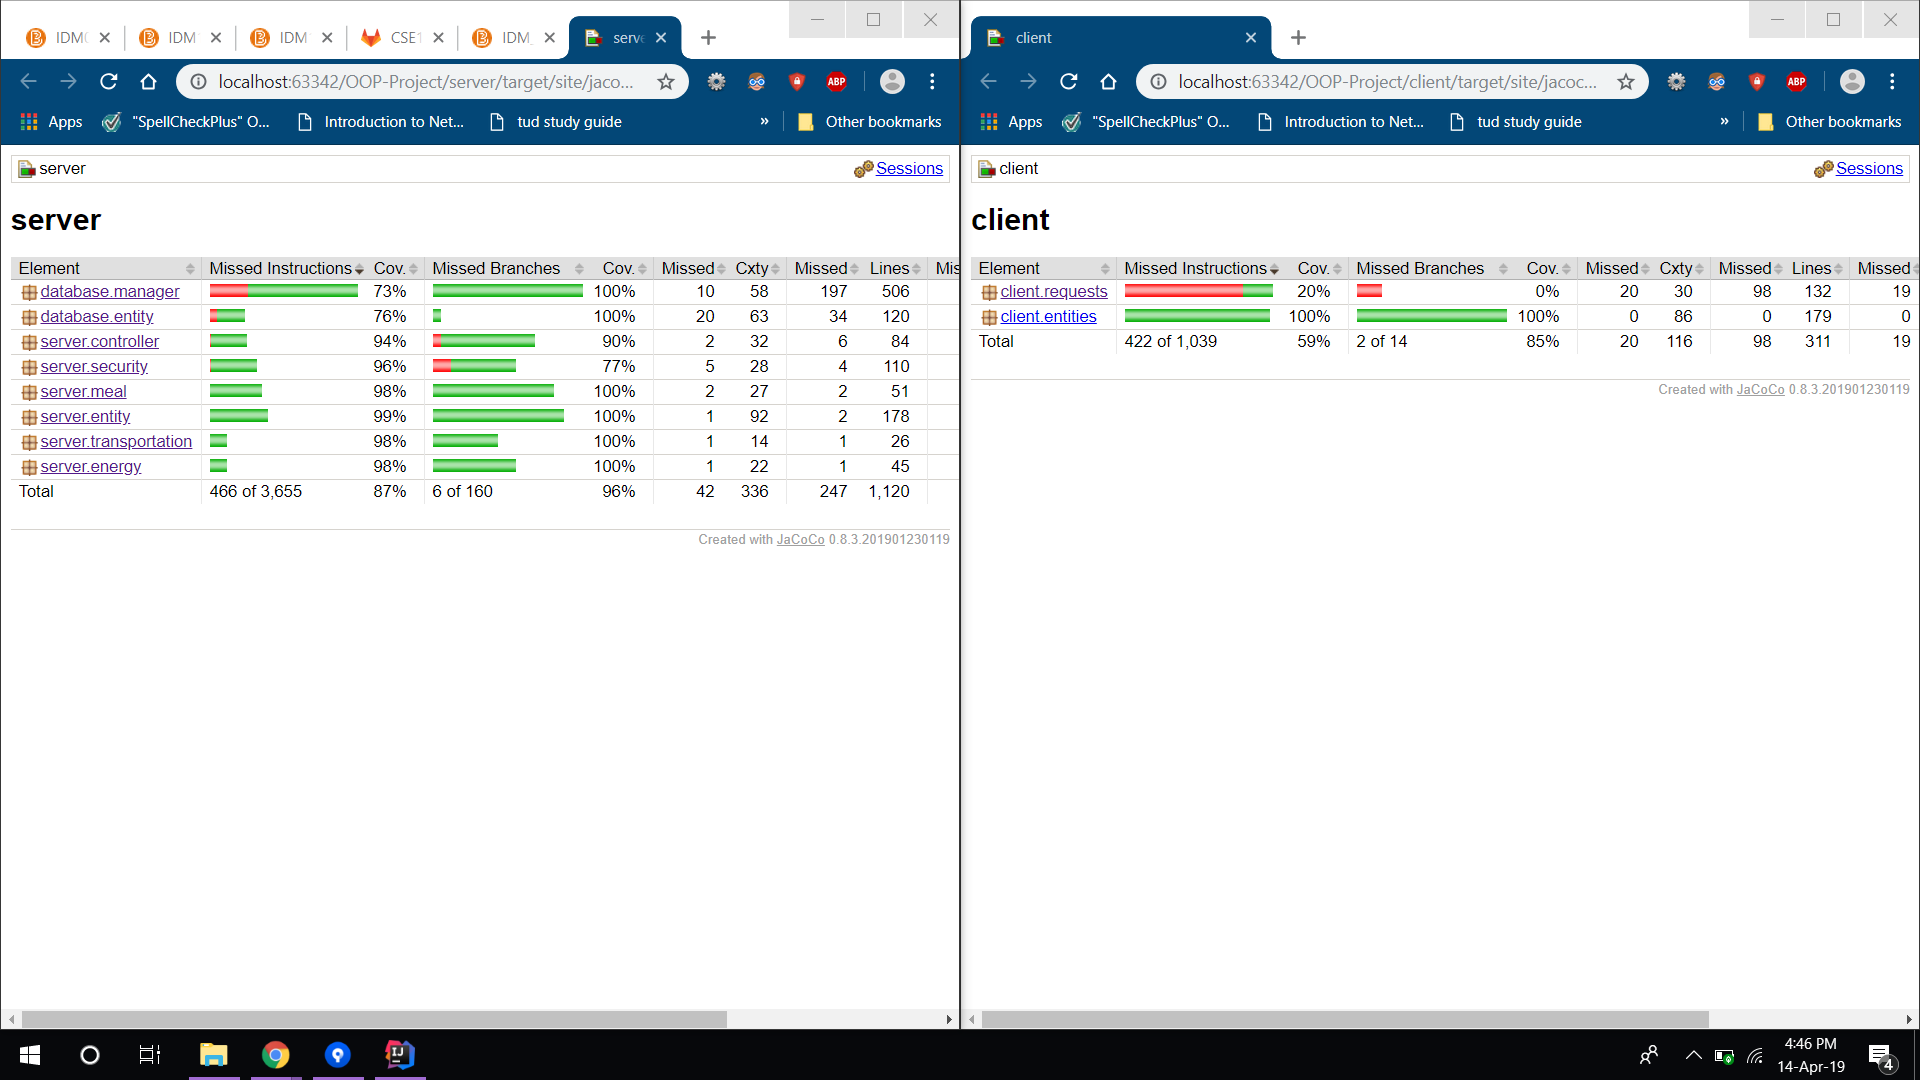 IDM
IDM
IDM
CSE1
IDM_
serve
localhost:63342/OOP-Project/server/target/site/jaco...
ABP
Apps
"SpellCheckPlus" O...
Introduction to Net...
tud study guide
»
Other bookmarks
server
Sessions
server
Element Missed Instructions Cov. Missed Branches Cov. Missed Cxty Missed Lines Mis
database.manager 73% 100% 10 58 197 506
database.entity 76% 100% 20 63 34 120
server.controller 94% 90% 2 32 6 84
server.security 96% 77% 5 28 4 110
server.meal 98% 100% 2 27 2 51
server.entity 99% 100% 1 92 2 178
server.transportation 98% 100% 1 14 1 26
server.energy 98% 100% 1 22 1 45
Total 466 of 3,655 87% 6 of 160 96% 42 336 247 1,120
Created with JaCoCo 0.8.3.201901230119
client
localhost:63342/OOP-Project/client/target/site/jacoc...
ABP
Apps
"SpellCheckPlus" O...
Introduction to Net...
tud study guide
»
Other bookmarks
client
Sessions
client
Element Missed Instructions Cov. Missed Branches Cov. Missed Cxty Missed Lines Missed
client.requests 20% 0% 20 30 98 132 19
client.entities 100% 100% 0 86 0 179 0
Total 422 of 1,039 59% 2 of 14 85% 20 116 98 311 19
Created with JaCoCo 0.8.3.201901230119
IJ
4:46 PM
14-Apr-19
4